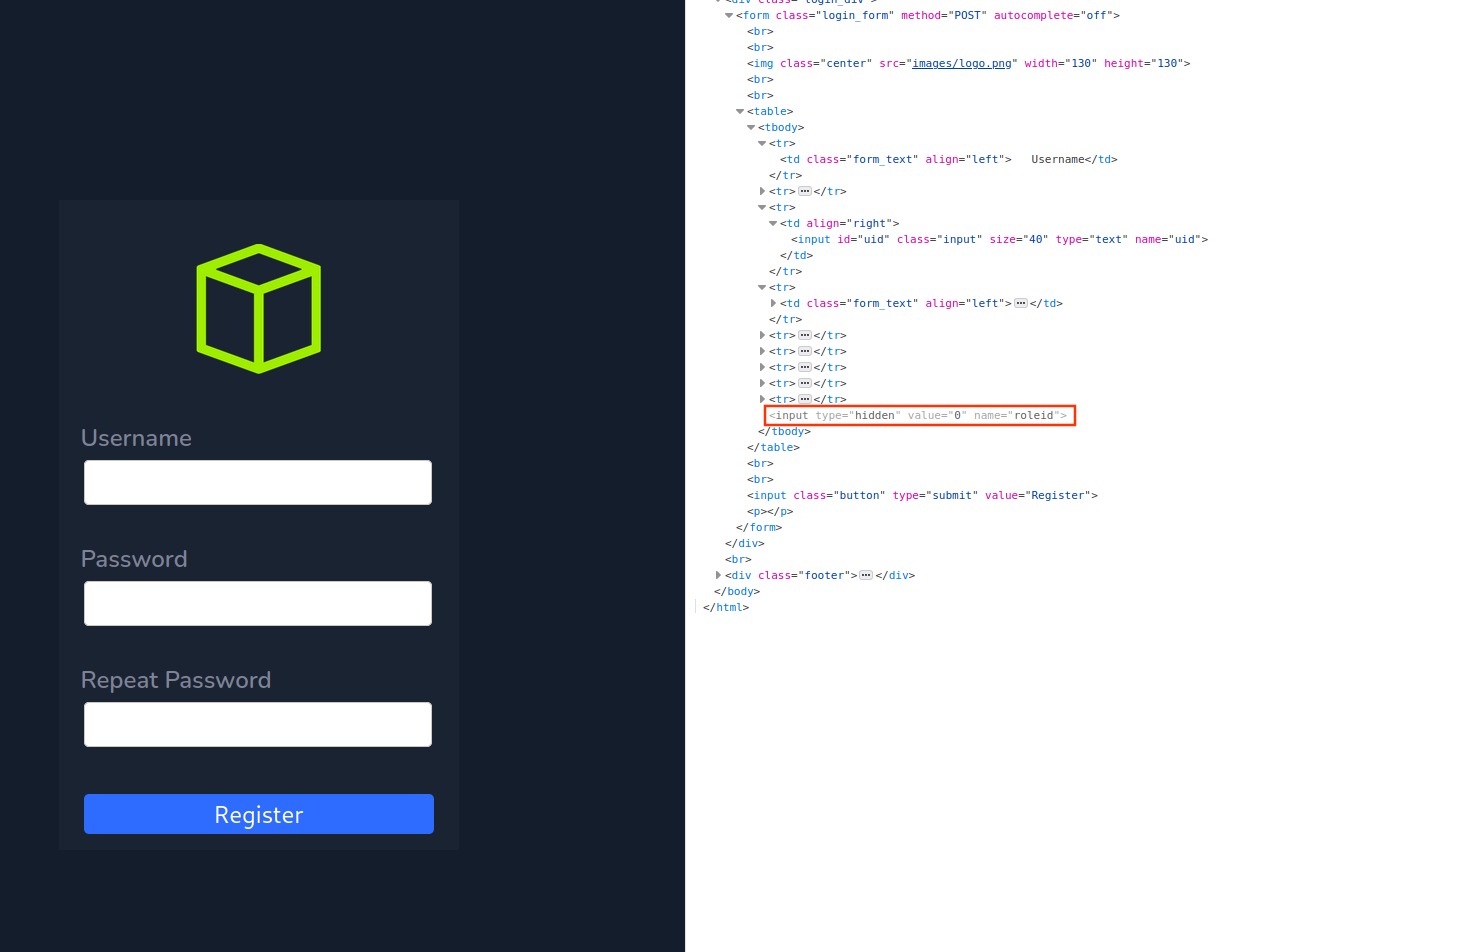 Username
Password
Repeat Password
Register
<form class="login_form" method="POST" autocomplete="off">
<br>
<br>
<img class="center" src="images/logo.png" width="130" height="130">
<br>
<br>
<table>
<tbody>
<tr>
<td class="form_text" align="left">   Username</td>
</tr>
<tr>
</tr>
<tr>
<td align="right">
<input id="uid" class="input" size="40" type="text" name="uid">
</td>
</tr>
<tr>
<td class="form_text" align="left"></td>
</tr>
<tr></tr>
<tr></tr>
<tr></tr>
<tr></tr>
<tr></tr>
<input type="hidden" value="0" name="roleid">
</tbody>
</table>
<br>
<br>
<input class="button" type="submit" value="Register">
<p></p>
</form>
</div>
<br>
<div class="footer"></div>
</body>
</html>